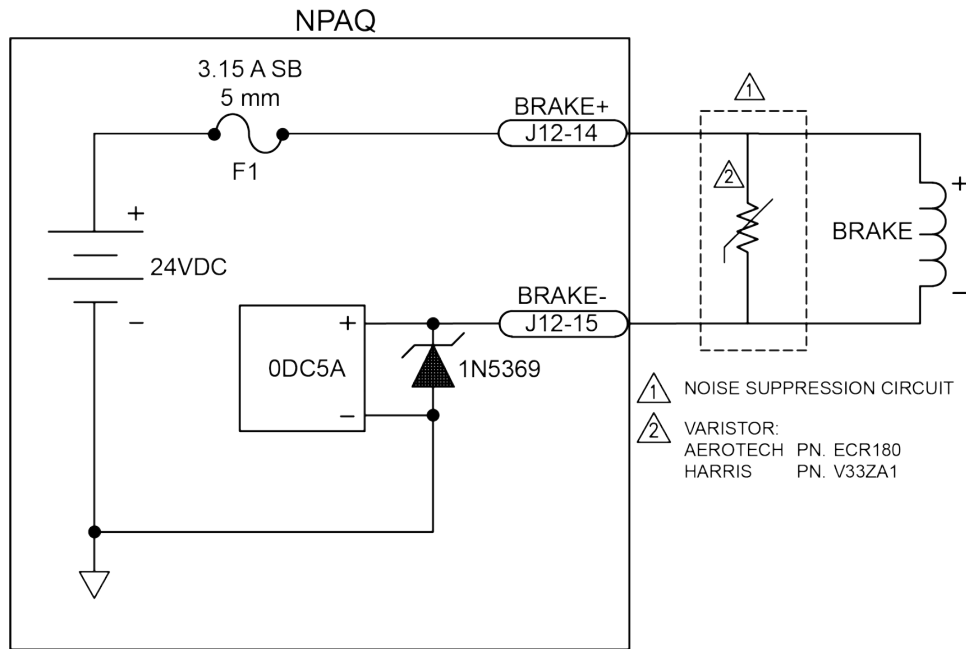 NPAQ
3.15 A SB
5 mm
F1
BRAKE+
J12-14
1
2
+
24VDC
−
BRAKE
+
−
BRAKE-
J12-15
+
0DC5A
−
1N5369
1 NOISE SUPPRESSION CIRCUIT
2 VARISTOR:
AEROTECH PN. ECR180
HARRIS PN. V33ZA1